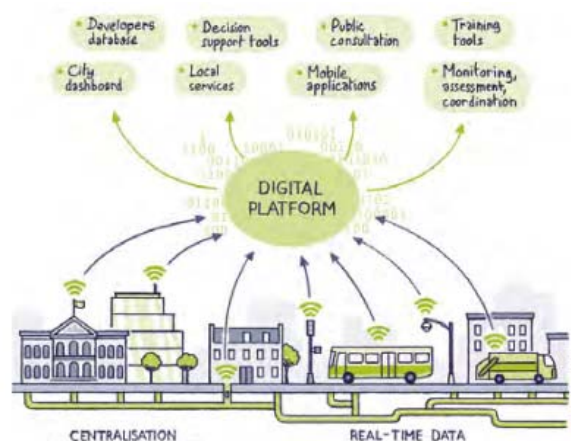 Developers
database
Decision
support tools
Public
consultation
Training
tools
City
dashboard
Local
services
Mobile
applications
Monitoring,
assessment,
coordination
DIGITAL
PLATFORM
CENTRALISATION
REAL-TIME DATA